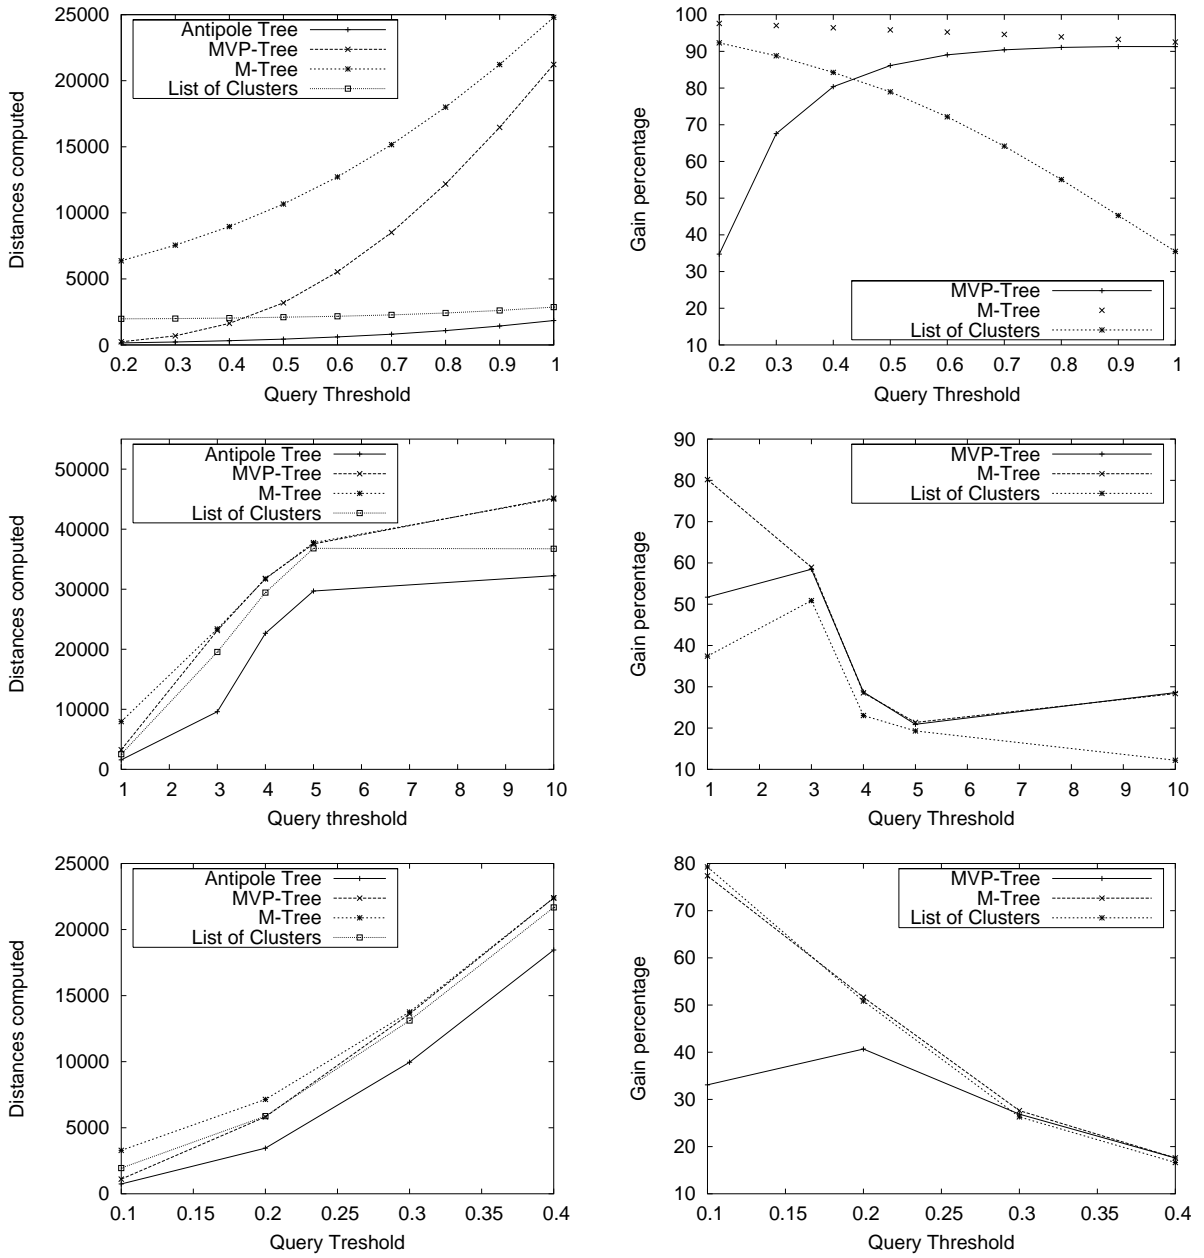 Distances computed
25000
20000
15000
10000
5000
0
Antipole Tree
MVP-Tree
M-Tree
List of Clusters
0.2 0.3 0.4 0.5 0.6 0.7 0.8 0.9 1
Query Threshold
Gain percentage
100
90
80
70
60
50
40
30
20
10
MVP-Tree
M-Tree
List of Clusters
0.2 0.3 0.4 0.5 0.6 0.7 0.8 0.9 1
Query Threshold
Distances computed
50000
40000
30000
20000
10000
0
Antipole Tree
MVP-Tree
M-Tree
List of Clusters
1 2 3 4 5 6 7 8 9 10
Query threshold
Gain percentage
90
80
70
60
50
40
30
20
10
MVP-Tree
M-Tree
List of Clusters
1 2 3 4 5 6 7 8 9 10
Query Threshold
Distances computed
25000
20000
15000
10000
5000
0
Antipole Tree
MVP-Tree
M-Tree
List of Clusters
0.1 0.15 0.2 0.25 0.3 0.35 0.4
Query Threshold
Gain percentage
80
70
60
50
40
30
20
10
MVP-Tree
M-Tree
List of Clusters
0.1 0.15 0.2 0.25 0.3 0.35 0.4
Query Threshold